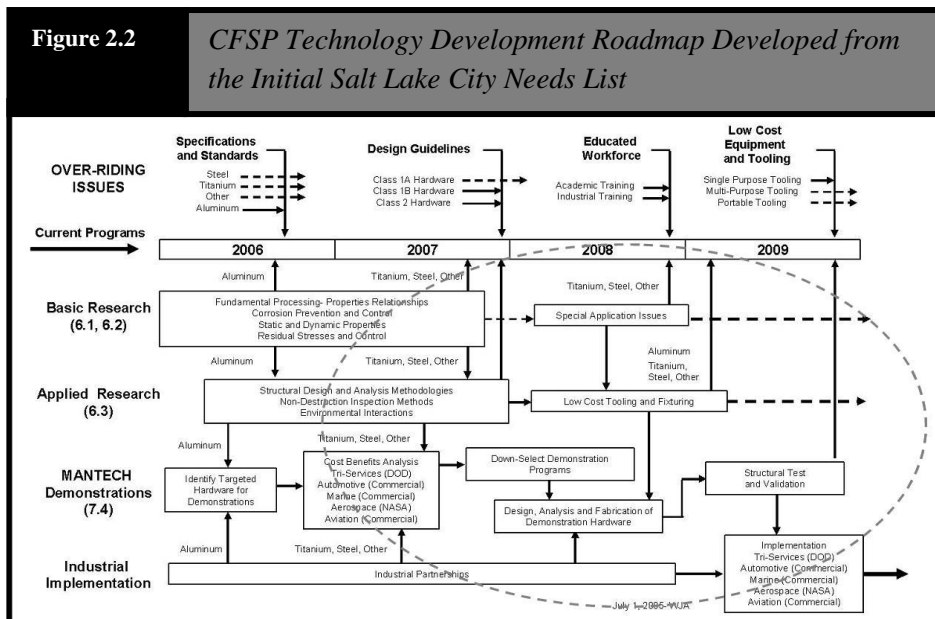 Figure 2.2
CFSP Technology Development Roadmap Developed from
the Initial Salt Lake City Needs List
OVER-RIDING
ISSUES
Specifications
and Standards
Steel
Titanium
Other
Aluminum
Design Guidelines
Class 1A Hardware
Class 1B Hardware
Class 2 Hardware
Educated
Workforce
Academic Training
Industrial Training
Low Cost
Equipment
and Tooling
Single Purpose Tooling
Multi-Purpose Tooling
Portable Tooling
Current Programs
2006
2007
2008
2009
Aluminum
Titanium, Steel, Other
Titanium, Steel, Other
Basic Research
(6.1, 6.2)
Fundamental Processing- Properties Relationships
Corrosion Prevention and Control
Static and Dynamic Properties
Residual Stresses and Control
Special Application Issues
Aluminum
Titanium, Steel, Other
Aluminum
Titanium,
Steel, Other
Applied Research
(6.3)
Structural Design and Analysis Methodologies
Non-Destruction Inspection Methods
Environmental Interactions
Low Cost Tooling and Fixturing
Aluminum
Titanium, Steel, Other
MANTECH
Demonstrations
(7.4)
Identify Targeted
Hardware for
Demonstrations
Cost Benefits Analysis
Tri-Services (DOD)
Automotive (Commercial)
Marine (Commercial)
Aerospace (NASA)
Aviation (Commercial)
Down-Select Demonstration
Programs
Design, Analysis and Fabrication of
Demonstration Hardware
Structural Test
and Validation
Aluminum
Titanium, Steel, Other
Industrial
Implementation
Industrial Partnerships
Implementation
Tri-Services (DOD)
Automotive (Commercial)
Marine (Commercial)
Aerospace (NASA)
Aviation (Commercial)
July 1, 2005-WJA